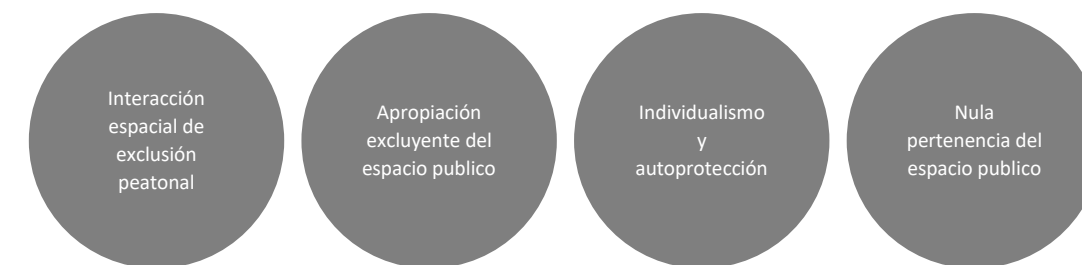 Interacción
espacial de
exclusión
peatonal
Apropiación
excluyente del
espacio publico
Individualismo
y
autoprotección
Nula
pertenencia del
espacio publico